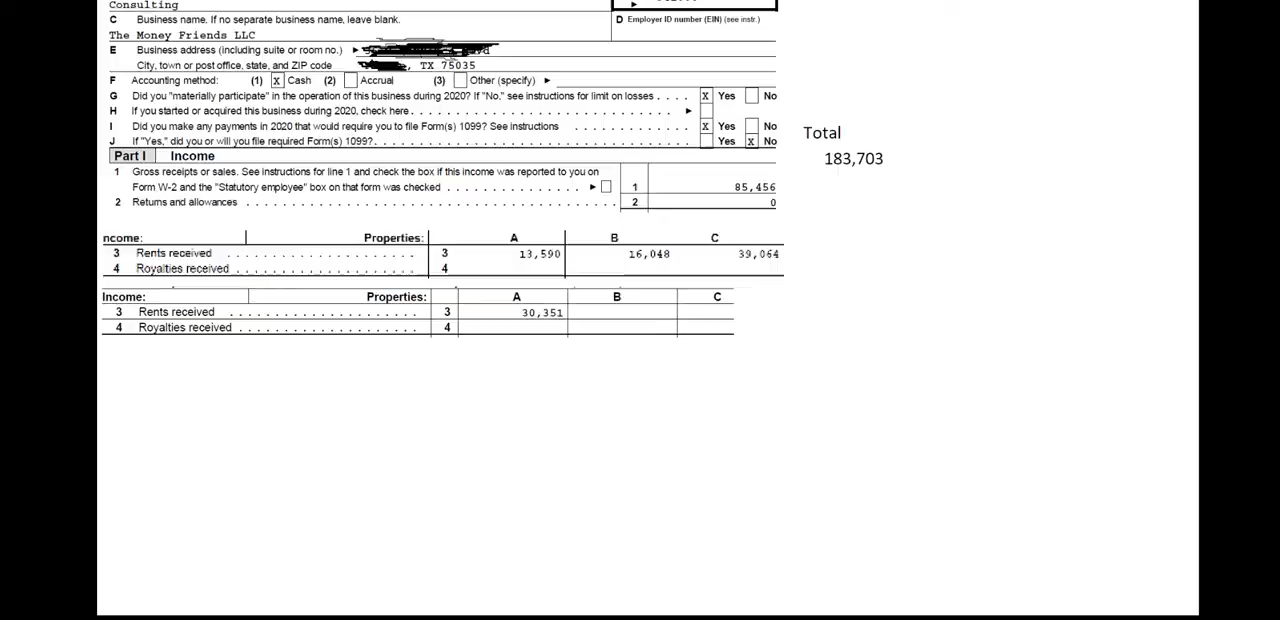 Consulting
C Business name. If no separate business name, leave blank.
D Employer ID number (EIN) (see instr.)
The Money Friends LLC
E Business address (including suite or room no.) ►
City, town or post office, state, and ZIP code , TX 75035
F Accounting method: (1) X Cash (2) Accrual (3) Other (specify) ►
G Did you "materially participate" in the operation of this business during 2020? If "No," see instructions for limit on losses . . . . X Yes No
H If you started or acquired this business during 2020, check here . . . . . . . . . . . . . . . . . . . . . . . . . . . ►
I Did you make any payments in 2020 that would require you to file Form(s) 1099? See instructions . . . . . . . . . . . . X Yes No
J If "Yes," did you or will you file required Form(s) 1099? . . . . . . . . . . . . . . . . . . . . . . . . . . . . . . . . . Yes X No
Total
183,703
Part I Income
1 Gross receipts or sales. See instructions for line 1 and check the box if this income was reported to you on
Form W-2 and the "Statutory employee" box on that form was checked . . . . . . . . . . . . . . ► 1 85,456
2 Returns and allowances . . . . . . . . . . . . . . . . . . . . . . . . . . . . . . . . . . . . . . . 2 0
ncome: Properties: A B C
3 Rents received . . . . . . . . . . . . . . . . . . . . . 3 13,590 16,048 39,064
4 Royalties received . . . . . . . . . . . . . . . . . . . . 4
Income: Properties: A B C
3 Rents received . . . . . . . . . . . . . . . . . . . . . 3 30,351
4 Royalties received . . . . . . . . . . . . . . . . . . . . 4